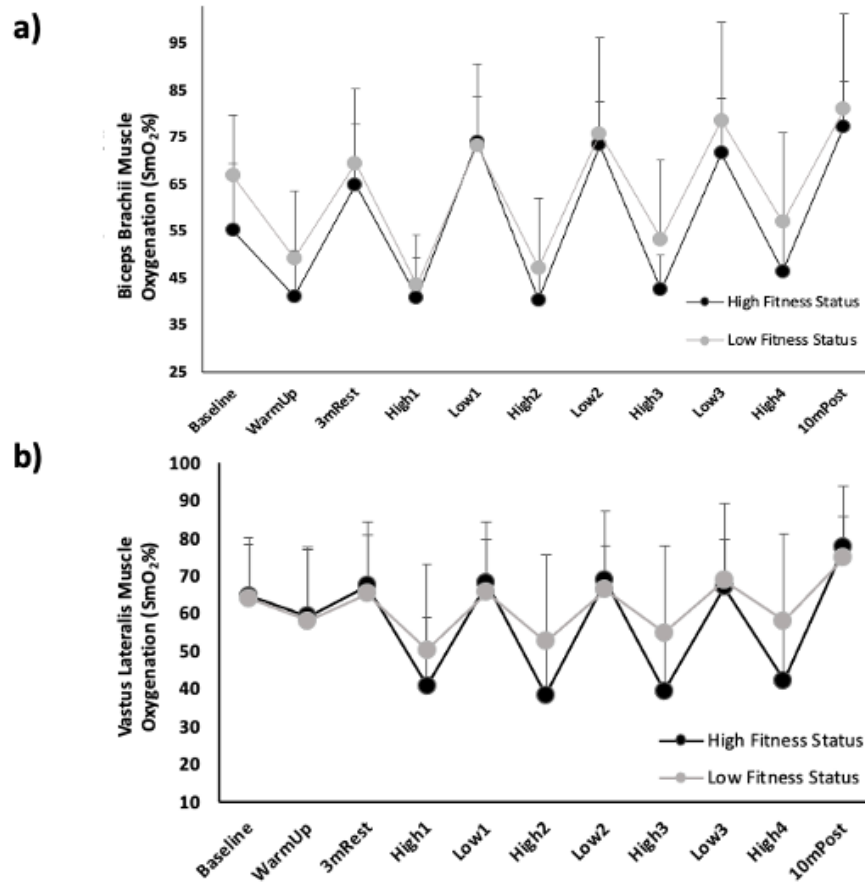 a)
Biceps Brachii Muscle
Oxygenation (SmO₂%)
95
85
75
65
55
45
35
25
High Fitness Status
Low Fitness Status
Baseline
WarmUp
3mRest
High1
Low1
High2
Low2
High3
Low3
High4
10mPost
b)
Vastus Lateralis Muscle
Oxygenation (SmO₂%)
100
90
80
70
60
50
40
30
20
10
High Fitness Status
Low Fitness Status
Baseline
WarmUp
3mRest
High1
Low1
High2
Low2
High3
Low3
High4
10mPost